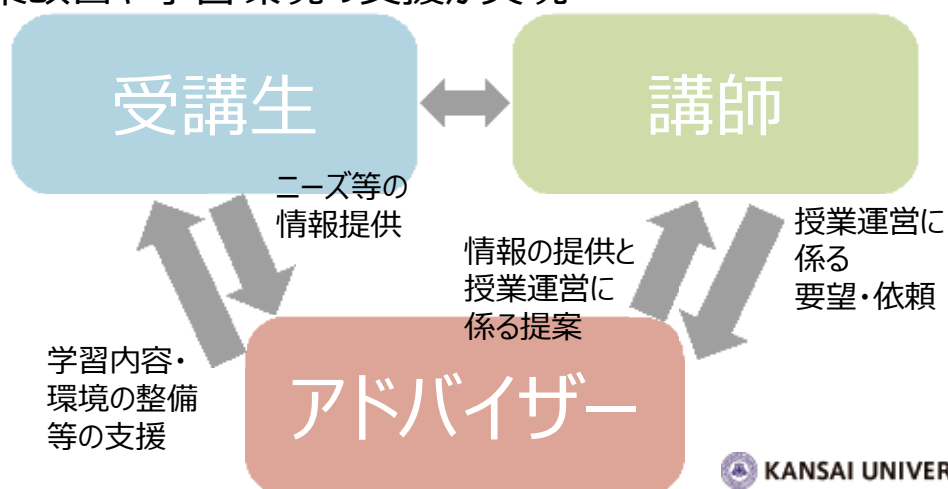 受講生
講師
ニーズ等の
情報提供
情報の提供と
授業運営に
係る提案
授業運営に
係る
要望・依頼
学習内容・
環境の整備
等の支援
アドバイザー
KANSAI UNIVER